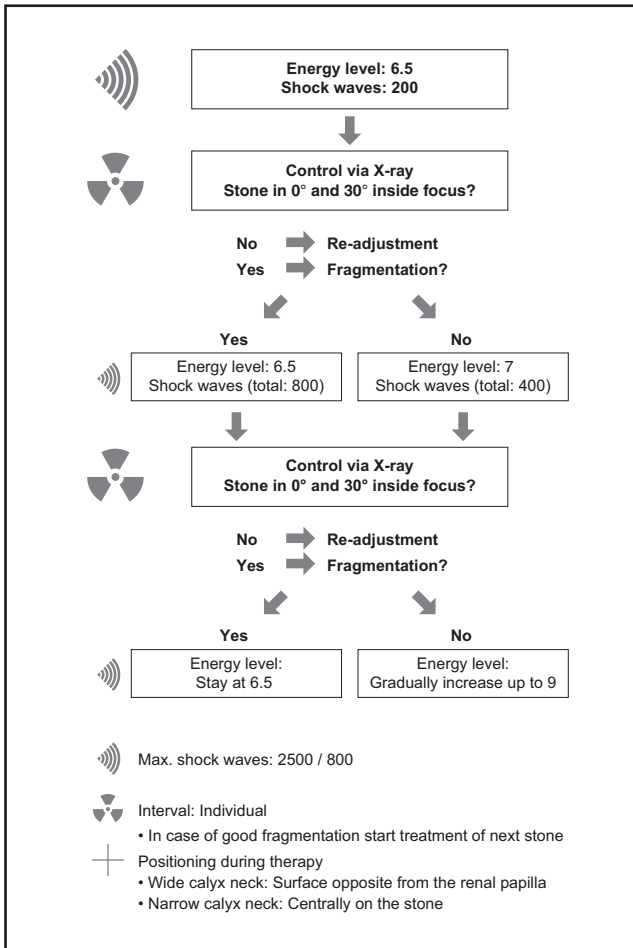 Energy level: 6.5
Shock waves: 200
Control via X-ray
Stone in 0° and 30° inside focus?
No Re-adjustment
Yes Fragmentation?
Yes No
Energy level: 6.5
Shock waves (total: 800)
Energy level: 7
Shock waves (total: 400)
Control via X-ray
Stone in 0° and 30° inside focus?
No Re-adjustment
Yes Fragmentation?
Yes No
Energy level:
Stay at 6.5
Energy level:
Gradually increase up to 9
Max. shock waves: 2500 / 800
Interval: Individual
• In case of good fragmentation start treatment of next stone
Positioning during therapy
• Wide calyx neck: Surface opposite from the renal papilla
• Narrow calyx neck: Centrally on the stone